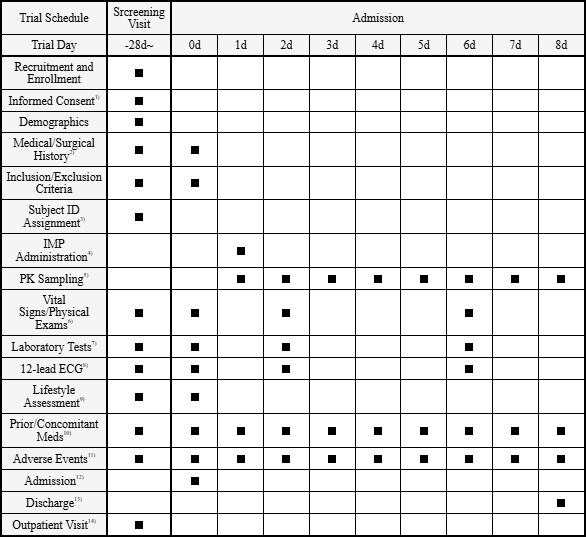 Trial Schedule Srcreening Visit Admission
Trial Day -28d~ 0d 1d 2d 3d 4d 5d 6d 7d 8d
Recruitment and
Enrollment ■
Informed Consent1) ■
Demographics ■
Medical/Surgical
History2) ■ ■
Inclusion/Exclusion
Criteria ■ ■
Subject ID
Assignment3) ■
IMP
Administration4) ■
PK Sampling5) ■ ■ ■ ■ ■ ■ ■ ■
Vital
Signs/Physical
Exams6) ■ ■ ■ ■
Laboratory Tests7) ■ ■ ■ ■
12-lead ECG8) ■ ■ ■ ■
Lifestyle
Assessment9) ■ ■
Prior/Concomitant
Meds10) ■ ■ ■ ■ ■ ■ ■ ■ ■ ■
Adverse Events11) ■ ■ ■ ■ ■ ■ ■ ■ ■ ■
Admission12) ■
Discharge13) ■
Outpatient Visit14) ■